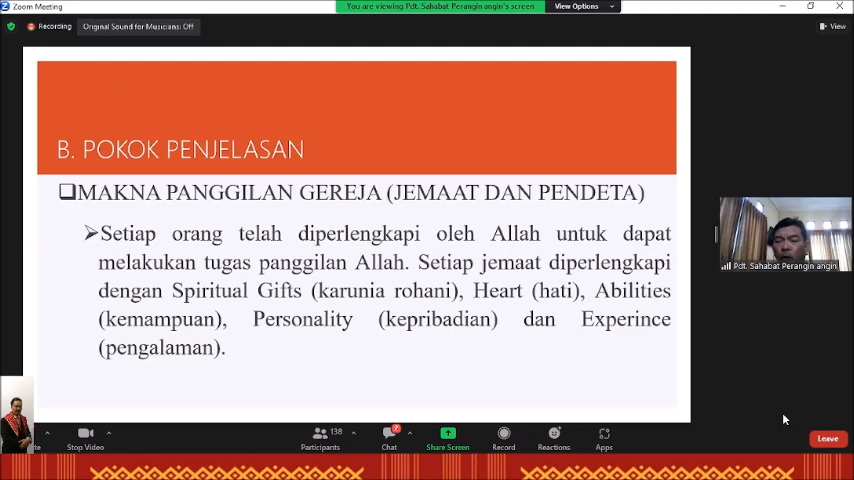 Zoom Meeting
You are viewing Pdt. Sahabat Perangin angin's screen
View Options
Recording
Original Sound for Musicians: Off
View
B. POKOK PENJELASAN
MAKNA PANGGILAN GEREJA (JEMAAT DAN PENDETA)
Setiap orang telah diperlengkapi oleh Allah untuk dapat
melakukan tugas panggilan Allah. Setiap jemaat diperlengkapi
dengan Spiritual Gifts (karunia rohani), Heart (hati), Abilities
(kemampuan), Personality (kepribadian) dan Experince
(pengalaman).
Pdt. Sahabat Perangin angin
te
Stop Video
138
Participants
2
Chat
Share Screen
Record
Reactions
Apps
Leave